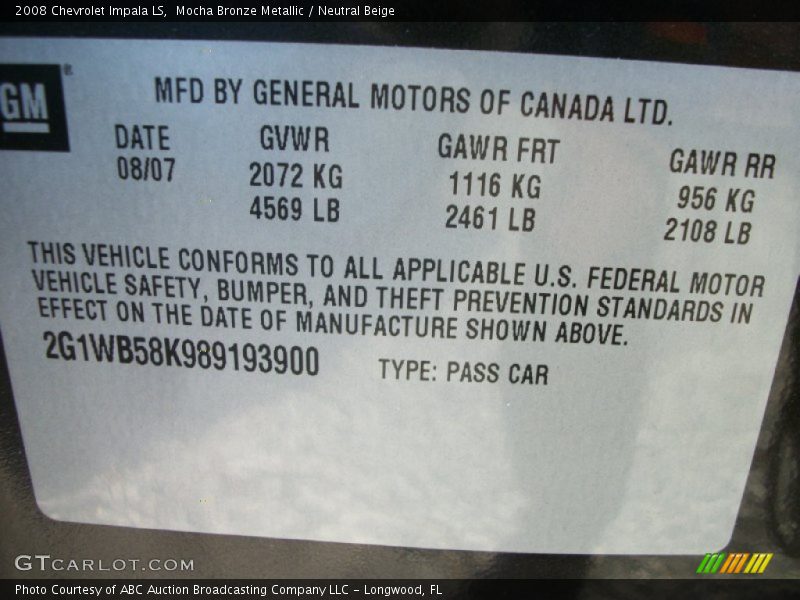 2008 Chevrolet Impala LS,  Mocha Bronze Metallic / Neutral Beige
GM®
MFD BY GENERAL MOTORS OF CANADA LTD.
DATE GVWR GAWR FRT GAWR RR
08/07 2072 KG 1116 KG 956 KG
4569 LB 2461 LB 2108 LB
THIS VEHICLE CONFORMS TO ALL APPLICABLE U.S. FEDERAL MOTOR
VEHICLE SAFETY, BUMPER, AND THEFT PREVENTION STANDARDS IN
EFFECT ON THE DATE OF MANUFACTURE SHOWN ABOVE.
2G1WB58K989193900 TYPE: PASS CAR
GTCARLOT.COM
Photo Courtesy of ABC Auction Broadcasting Company LLC - Longwood, FL